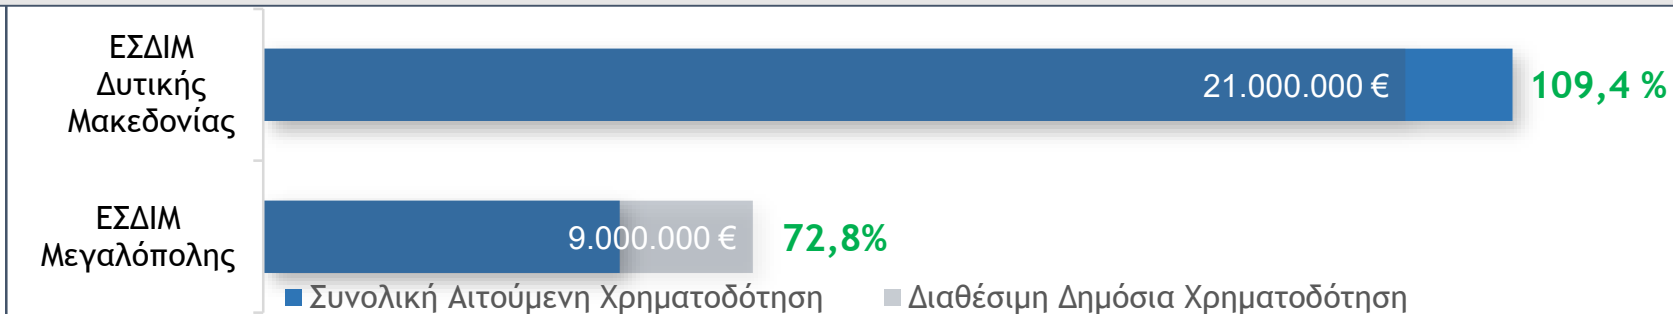 ΕΣΔΙΜ
Δυτικής
Μακεδονίας
21.000.000 €
109,4 %
ΕΣΔΙΜ
Μεγαλόπολης
9.000.000 €
72,8%
Συνολική Αιτούμενη Χρηματοδότηση
Διαθέσιμη Δημόσια Χρηματοδότηση